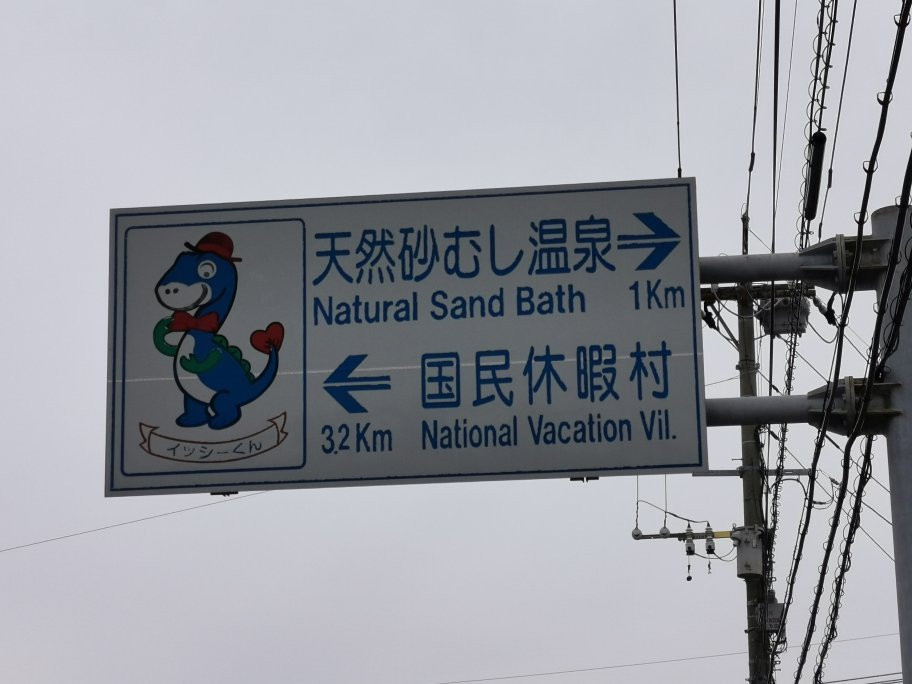 天然砂むし温泉
Natural Sand Bath 1Km
国民休暇村
3.2Km National Vacation Vil.
イッシーくん